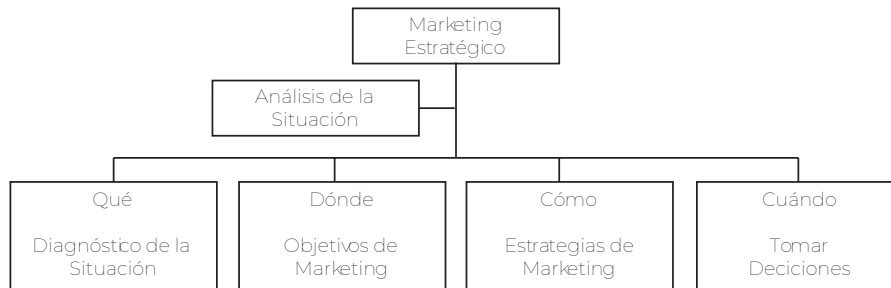 Marketing
Estratégico
Análisis de la
Situación
Qué
Diagnóstico de la
Situación
Dónde
Objetivos de
Marketing
Cómo
Estrategias de
Marketing
Cuándo
Tomar
Deciciones